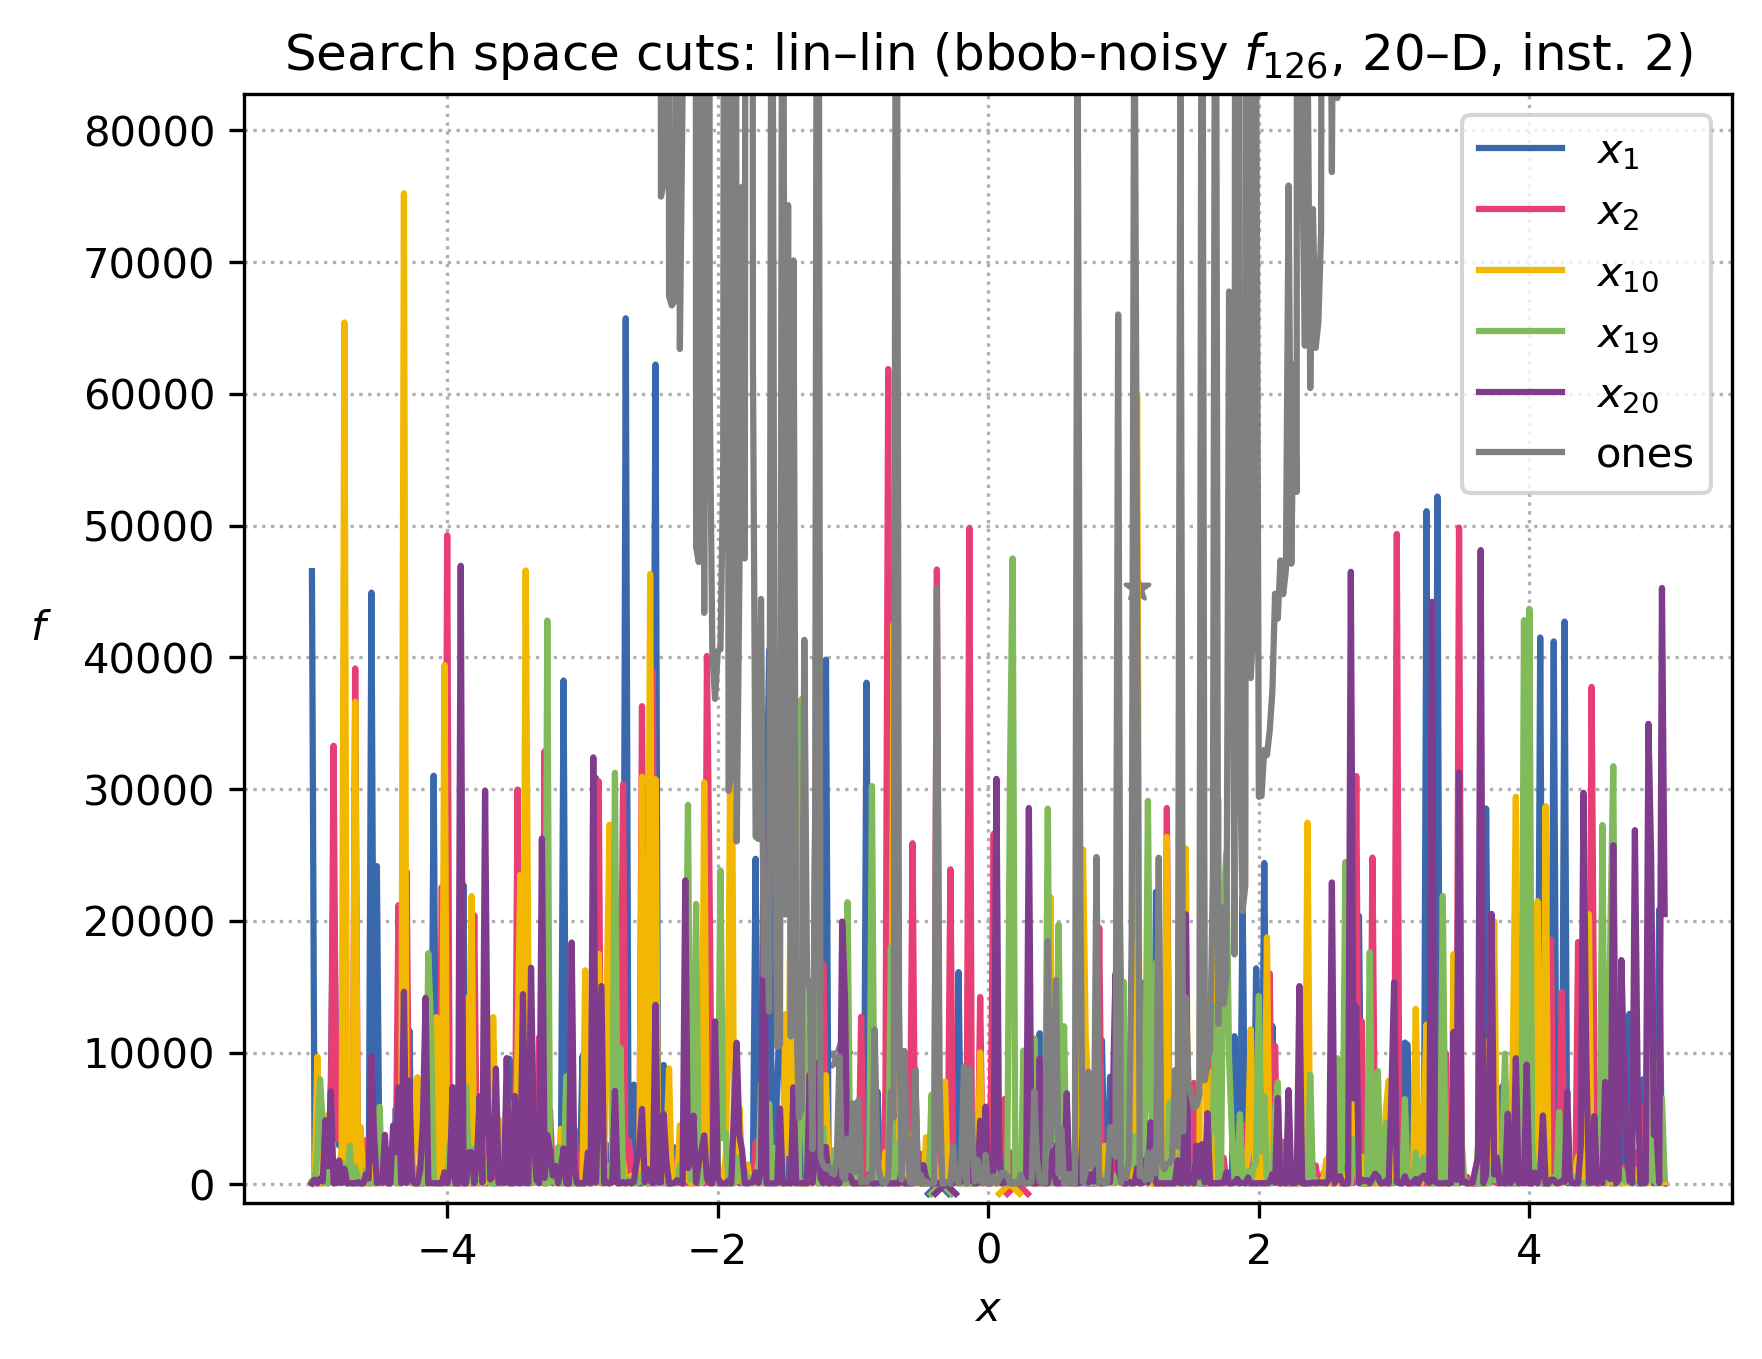 Search space cuts: lin–lin (bbob-noisy f₁₂₆, 20–D, inst. 2)
80000
70000
60000
50000
40000
30000
20000
10000
0
f
−4
−2
0
2
4
x
x₁
x₂
x₁₀
x₁₉
x₂₀
ones